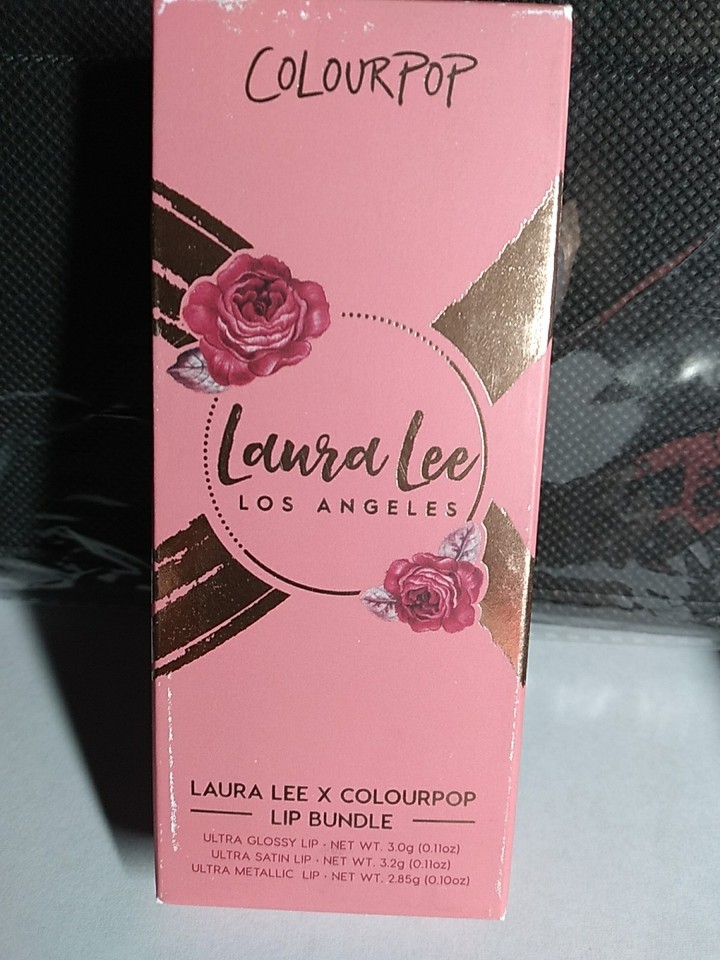 COLOURPOP
Laura Lee
LOS ANGELES
LAURA LEE X COLOURPOP
LIP BUNDLE
ULTRA GLOSSY LIP · NET WT. 3.0g (0.11oz)
ULTRA SATIN LIP · NET WT. 3.2g (0.11oz)
ULTRA METALLIC LIP · NET WT. 2.85g (0.10oz)